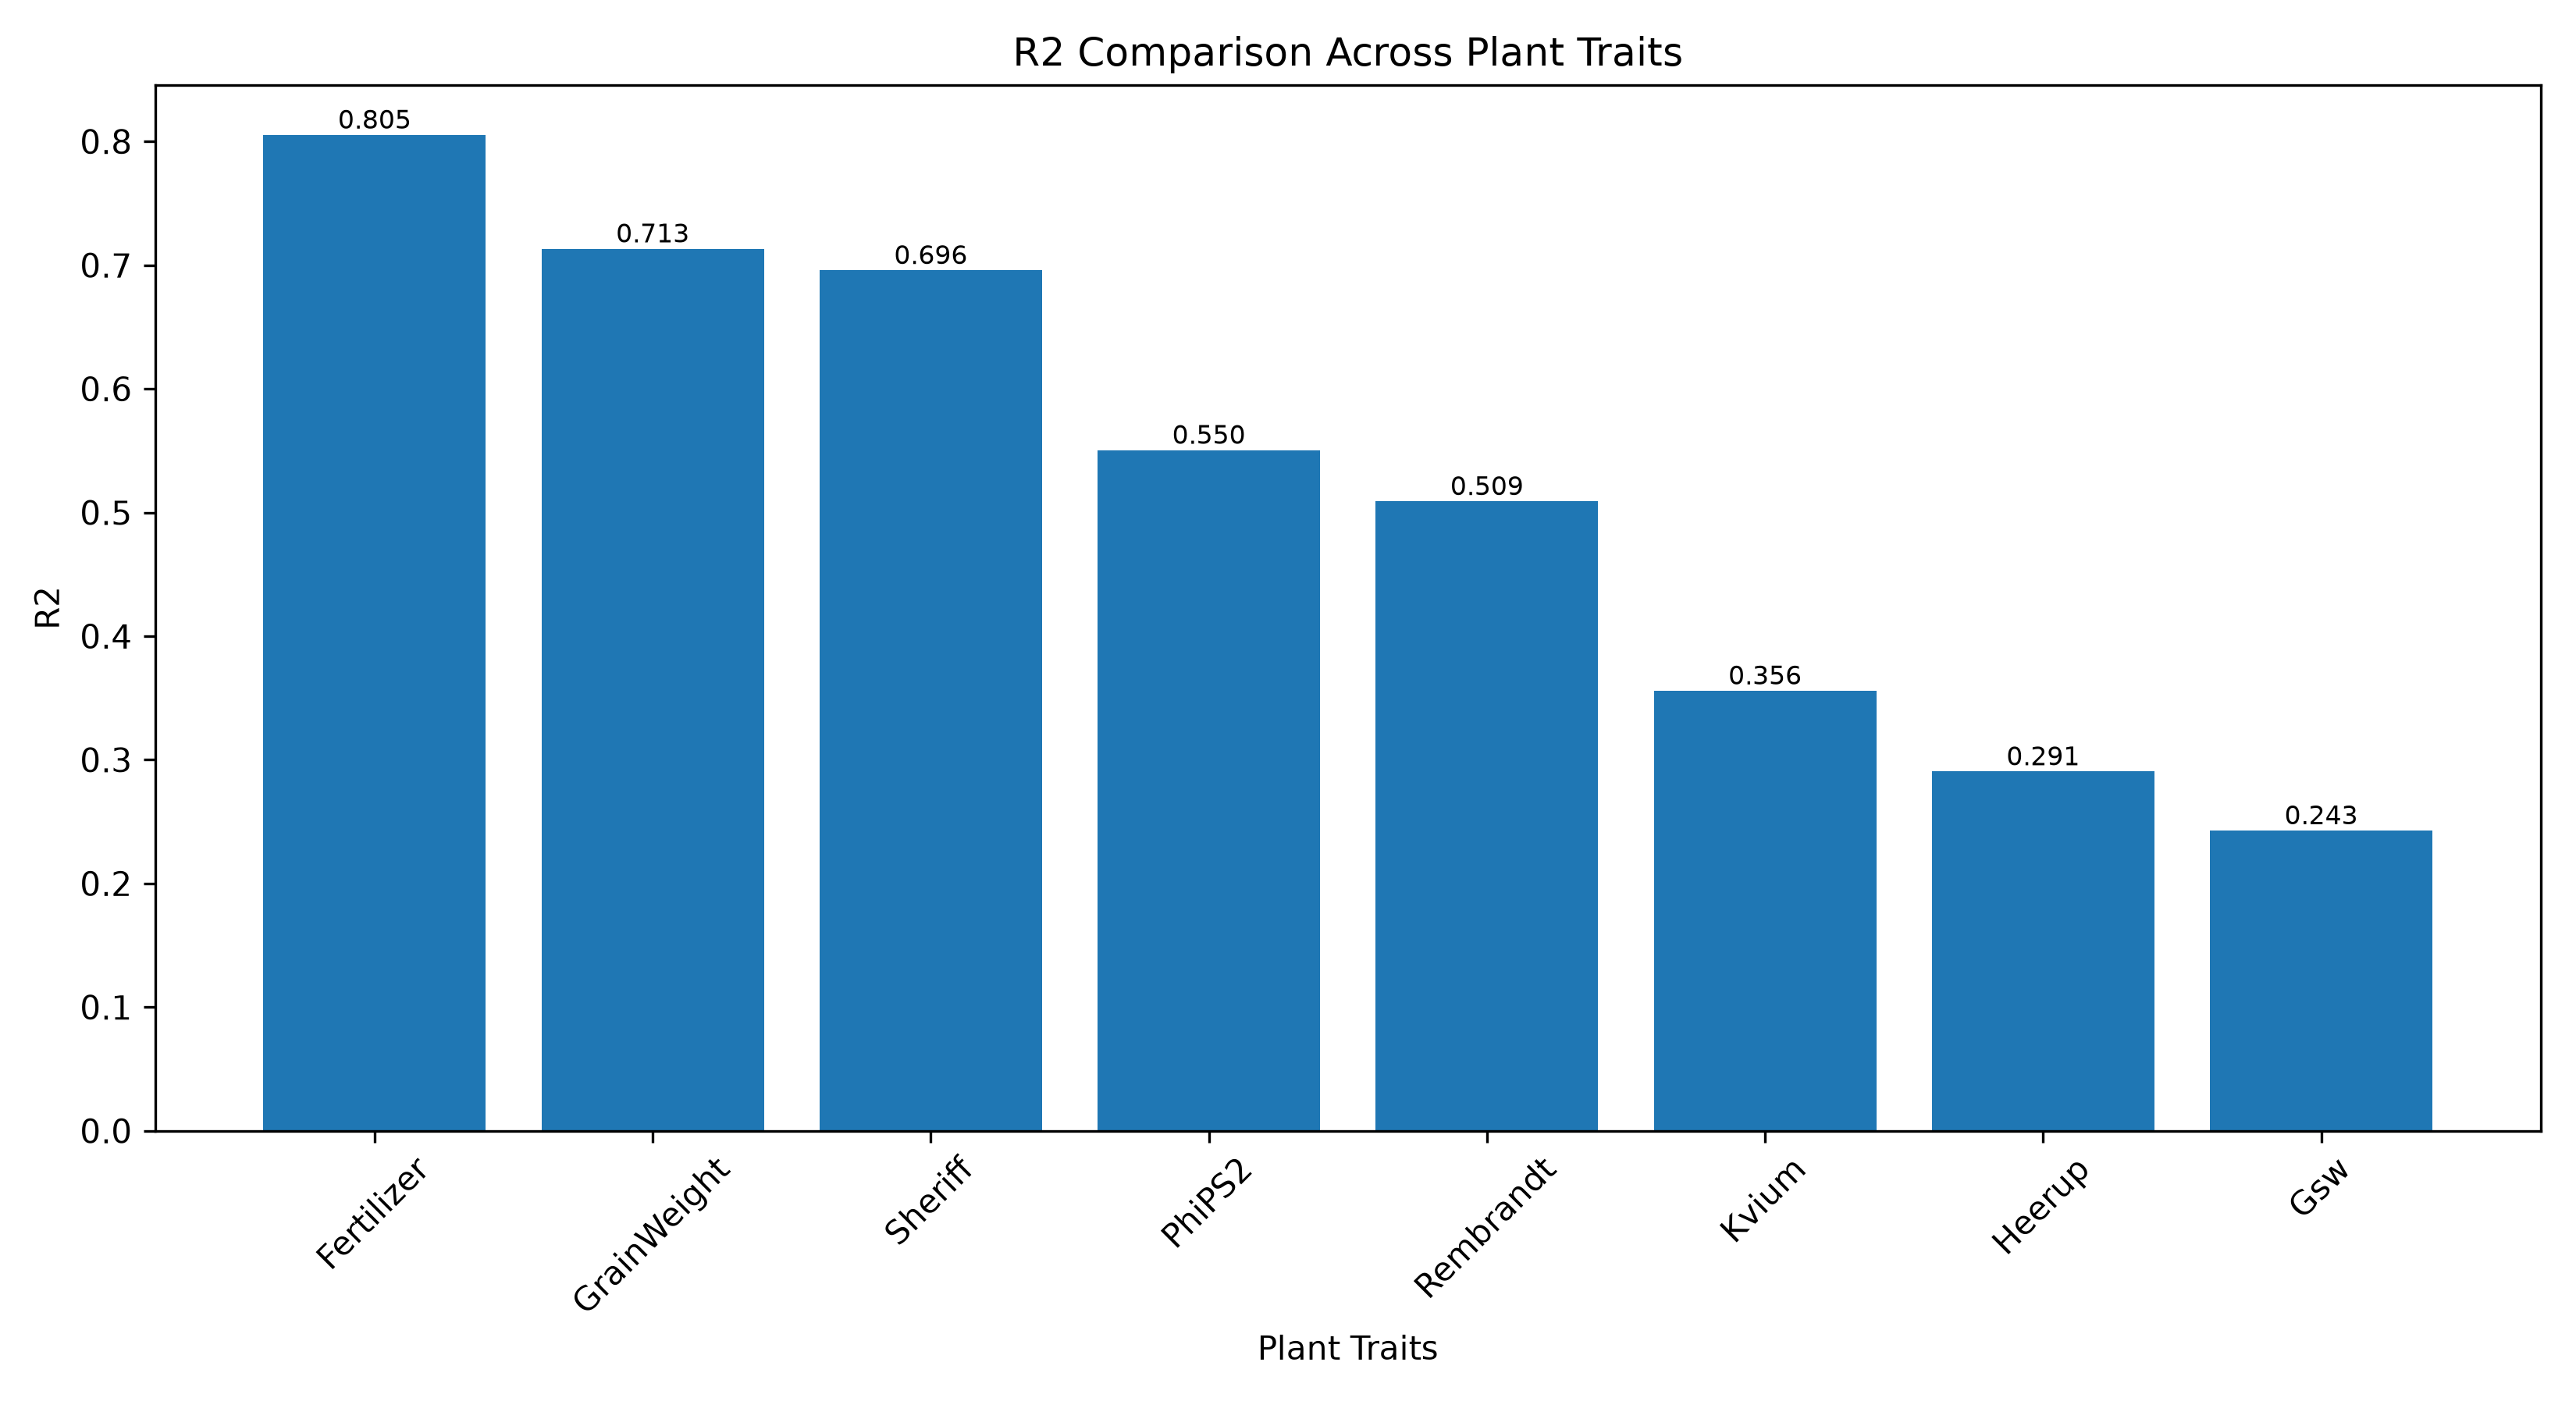 R2 Comparison Across Plant Traits
0.805
0.713
0.696
0.550
0.509
0.356
0.291
0.243
0.8
0.7
0.6
0.5
0.4
0.3
0.2
0.1
0.0
R2
Fertilizer
GrainWeight
Sheriff
PhiPS2
Rembrandt
Kvium
Heerup
Gsw
Plant Traits